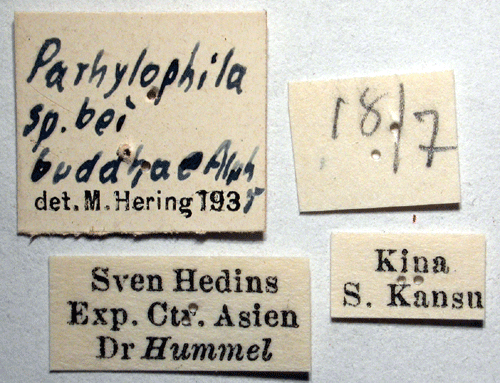 Parhylophila
sp. bei
buddhae Alph
det. M. Hering 1935
18/7
Kina
S. Kansu
Sven Hedins
Exp. Ctr. Asien
Dr Hummel